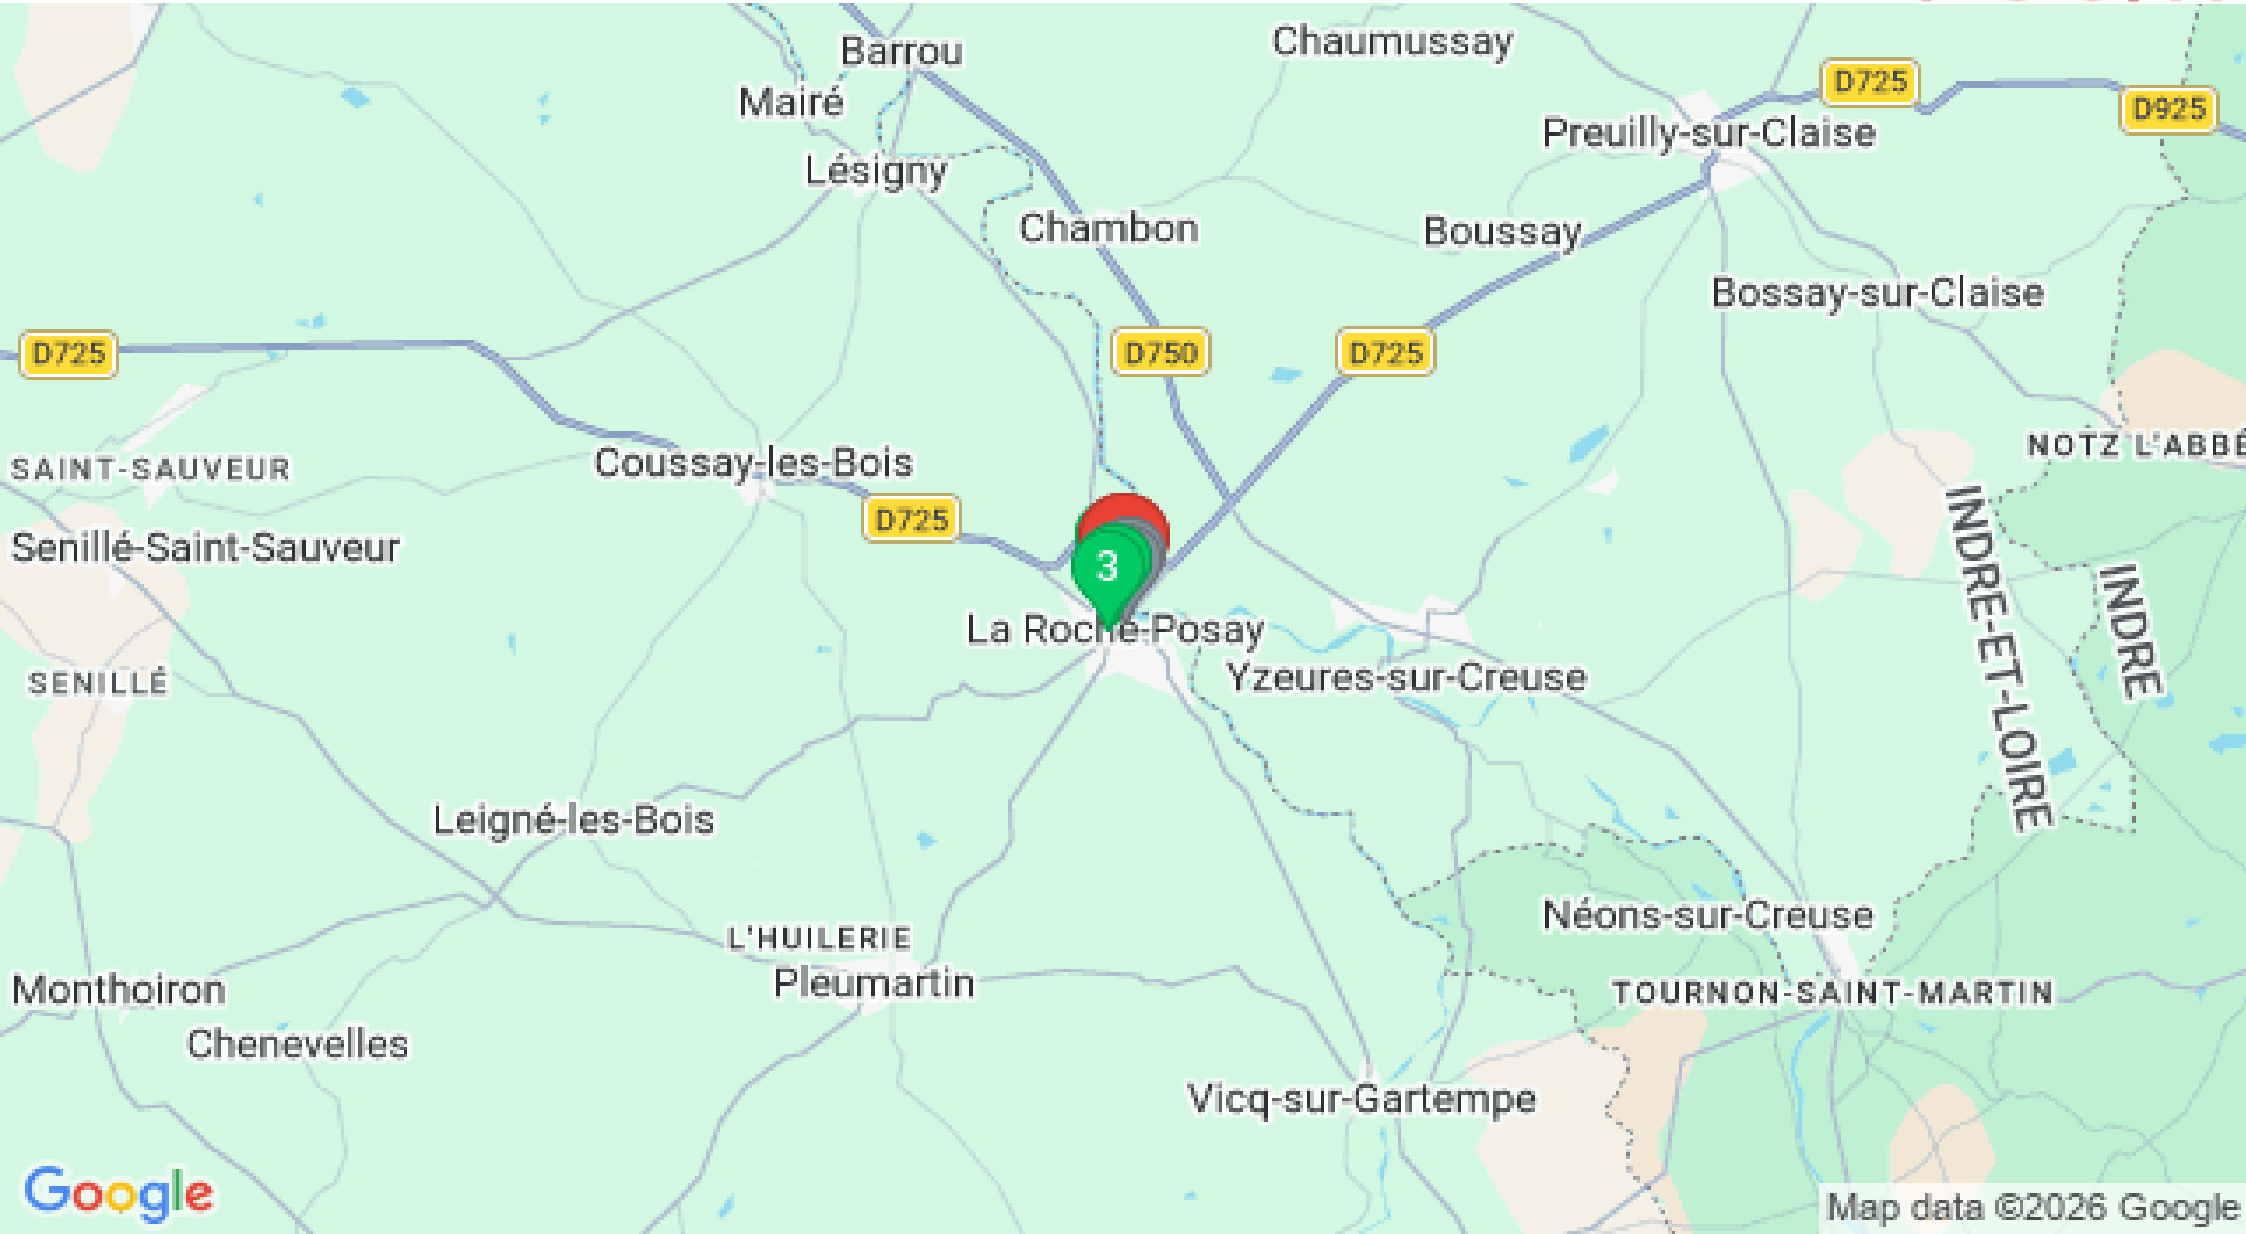 Barrou
Chaumussay
D725
D925
Mairé
Preuilly-sur-Claise
Lésigny
Chambon
Boussay
Bossay-sur-Claise
D725
D750
D725
Coussay-les-Bois
SAINT-SAUVEUR
NOTZ L'ABBÉ
D725
Senillé-Saint-Sauveur
3
INDRE-ET-LOIRE
INDRE
La Roche-Posay
Yzeures-sur-Creuse
SENILLÉ
Leigné-les-Bois
Néons-sur-Creuse
L'HUILERIE
Pleumartin
Monthoiron
TOURNON-SAINT-MARTIN
Chenevelles
Vicq-sur-Gartempe
Google
Map data ©2026 Google